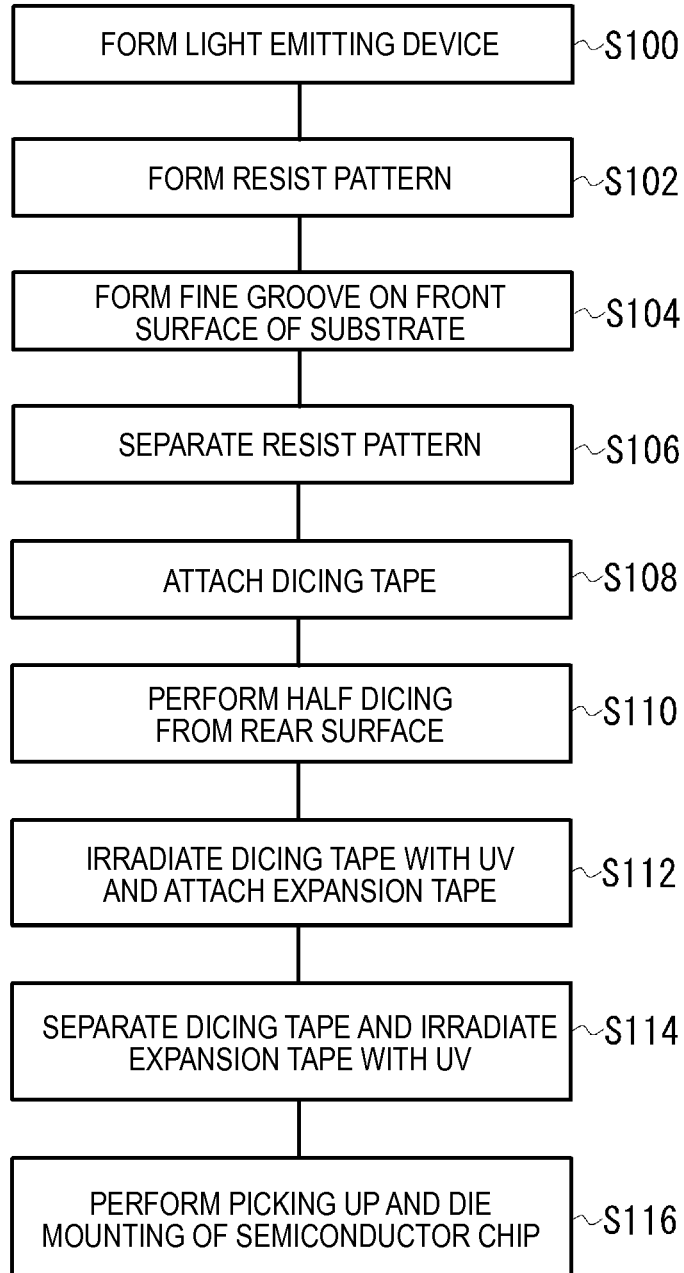 FORM LIGHT EMITTING DEVICE
S100
FORM RESIST PATTERN
S102
FORM FINE GROOVE ON FRONT
SURFACE OF SUBSTRATE
S104
SEPARATE RESIST PATTERN
S106
ATTACH DICING TAPE
S108
PERFORM HALF DICING
FROM REAR SURFACE
S110
IRRADIATE DICING TAPE WITH UV
AND ATTACH EXPANSION TAPE
S112
SEPARATE DICING TAPE AND IRRADIATE
EXPANSION TAPE WITH UV
S114
PERFORM PICKING UP AND DIE
MOUNTING OF SEMICONDUCTOR CHIP
S116